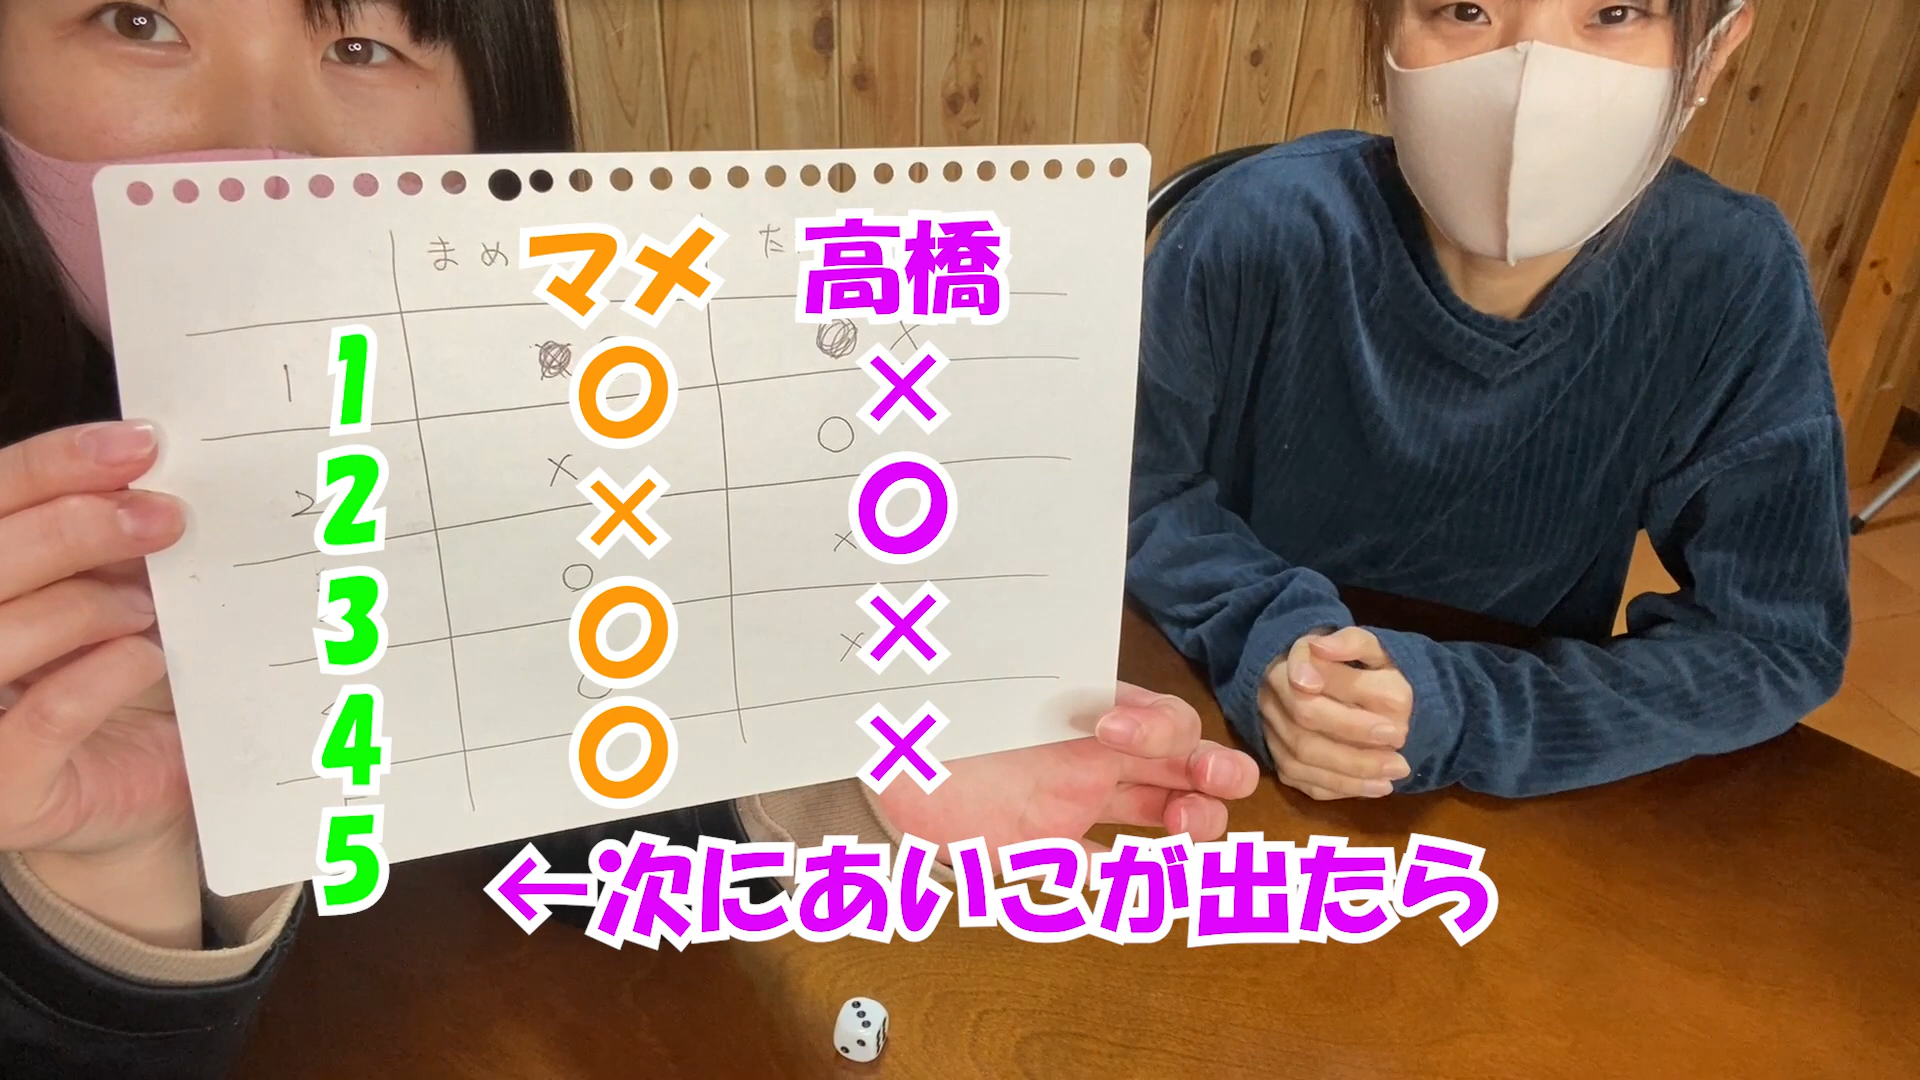 まめ マメ た 高橋
1 1 ○ × ×
2 2 × × ○ ○
3 ○ ○ × ×
4 ○ × ×
5 ←次にあいこが出たら